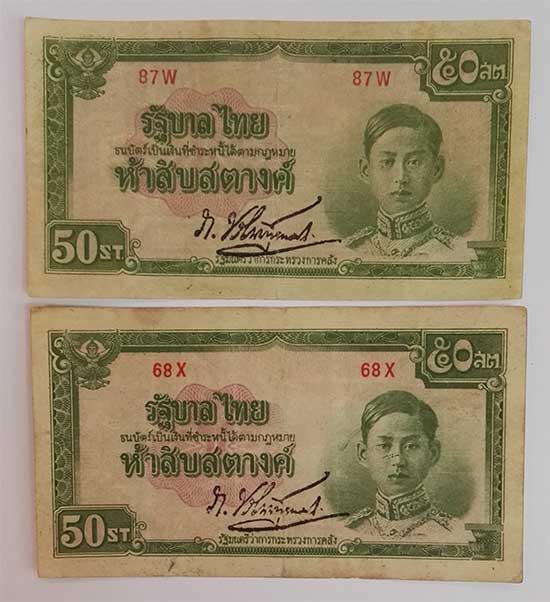 ๕๐สต
87W 87W
รัฐบาลไทย
ธนบัตร์เป็นเงินที่ชำระหนี้ได้ตามกฎหมาย
ห้าสิบสตางค์
50ST.
รัฐมนตรีว่าการกระทรวงการคลัง
๕๐สต
68X 68X
รัฐบาลไทย
ธนบัตร์เป็นเงินที่ชำระหนี้ได้ตามกฎหมาย
ห้าสิบสตางค์
50ST.
รัฐมนตรีว่าการกระทรวงการคลัง